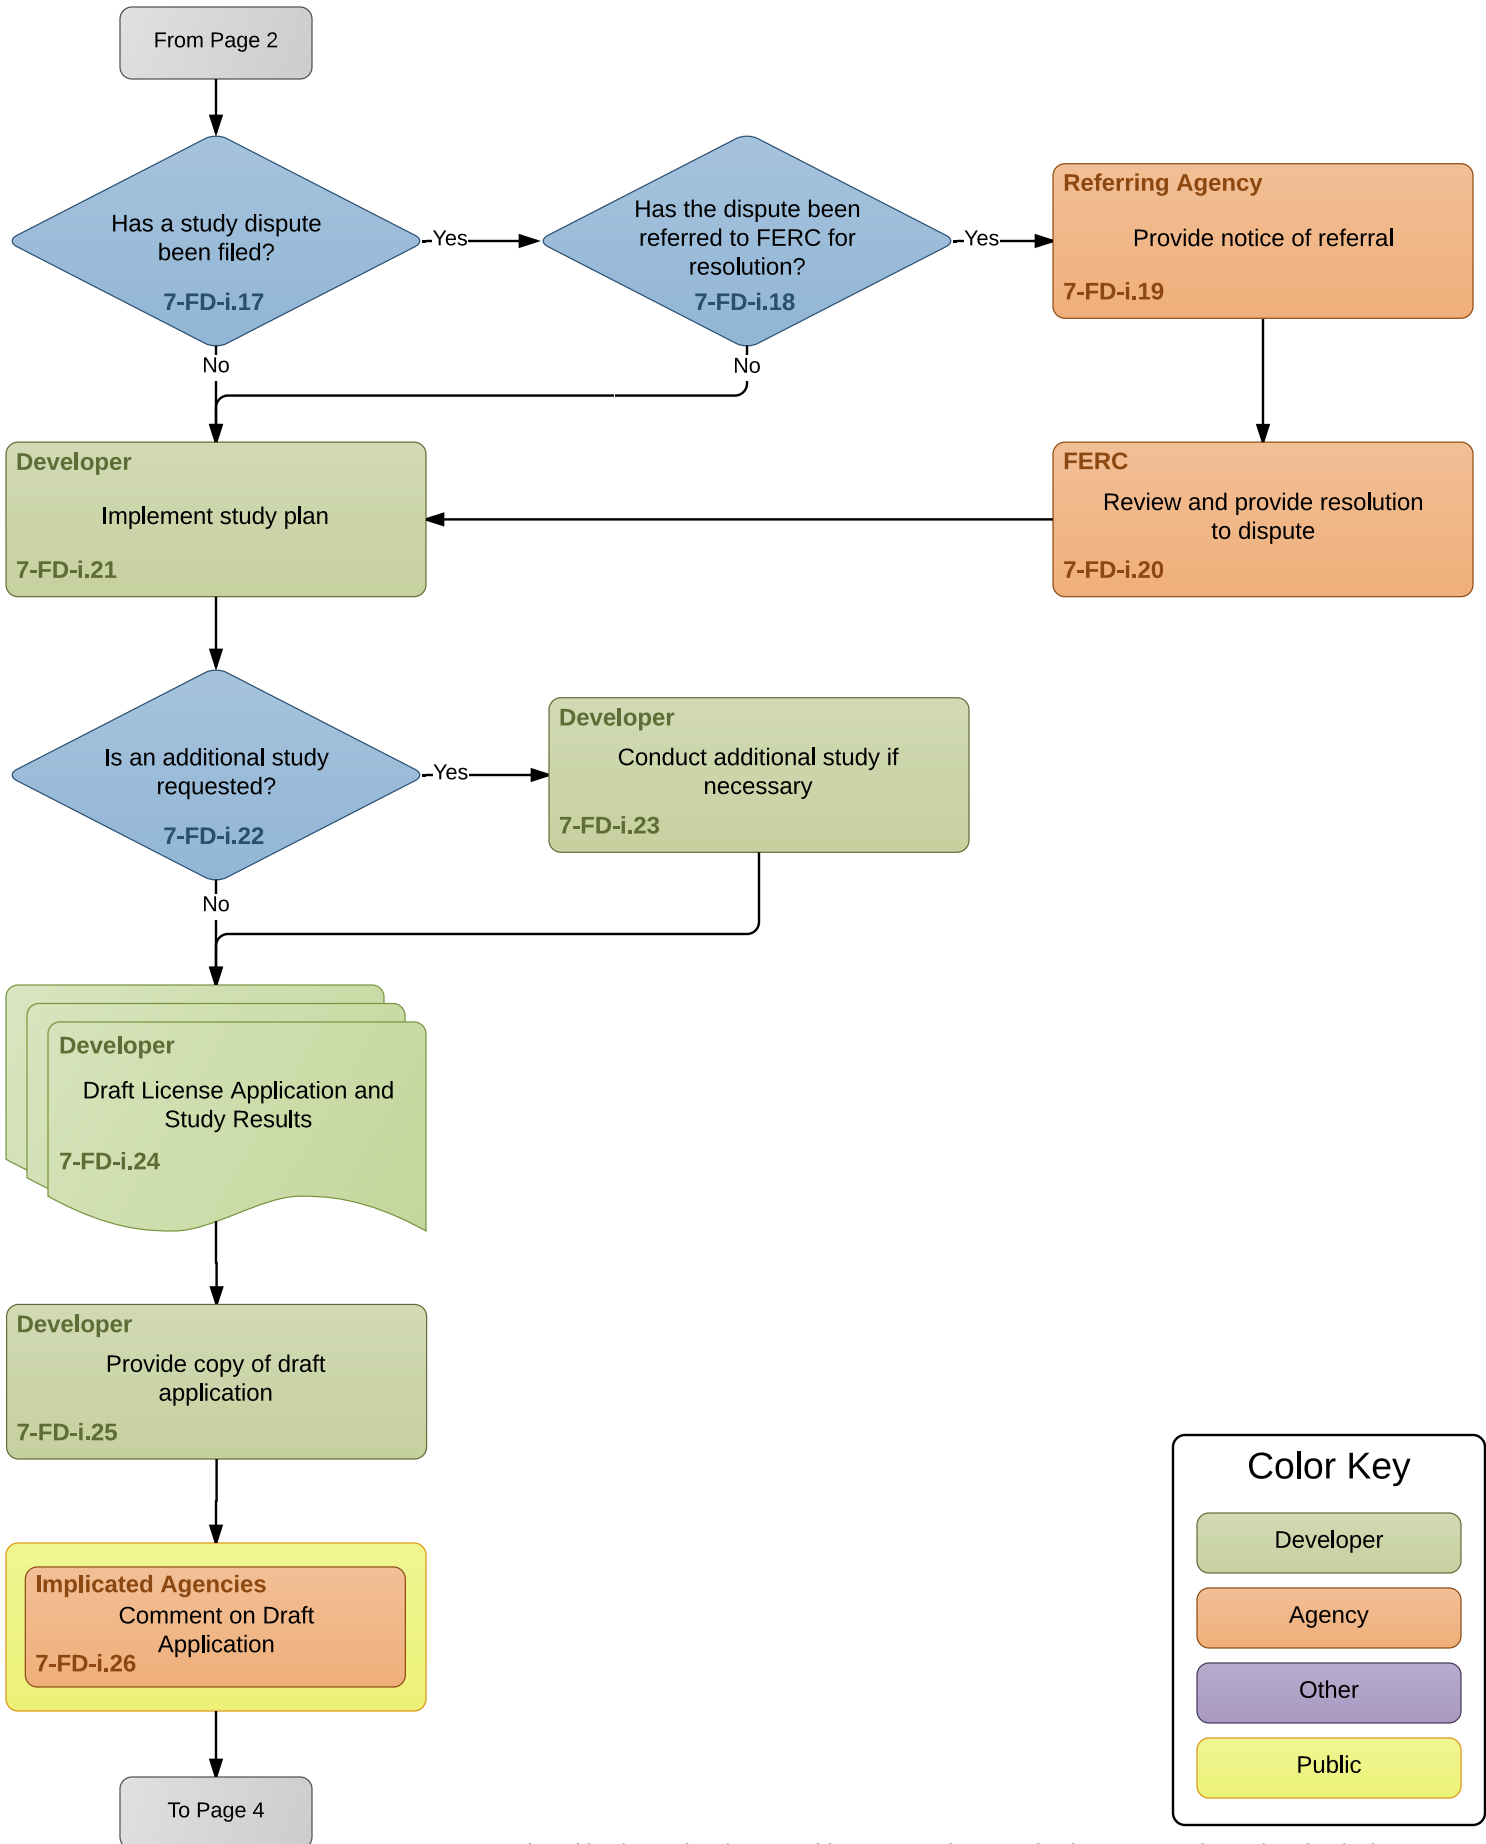 From Page 2
Has a study dispute
been filed?
7-FD-i.17
Yes
No
Has the dispute been
referred to FERC for
resolution?
7-FD-i.18
Yes
No
Referring Agency
Provide notice of referral
7-FD-i.19
FERC
Review and provide resolution
to dispute
7-FD-i.20
Developer
Implement study plan
7-FD-i.21
Is an additional study
requested?
7-FD-i.22
Yes
No
Developer
Conduct additional study if
necessary
7-FD-i.23
Developer
Draft License Application and
Study Results
7-FD-i.24
Developer
Provide copy of draft
application
7-FD-i.25
Implicated Agencies
Comment on Draft
Application
7-FD-i.26
To Page 4
Color Key
Developer
Agency
Other
Public